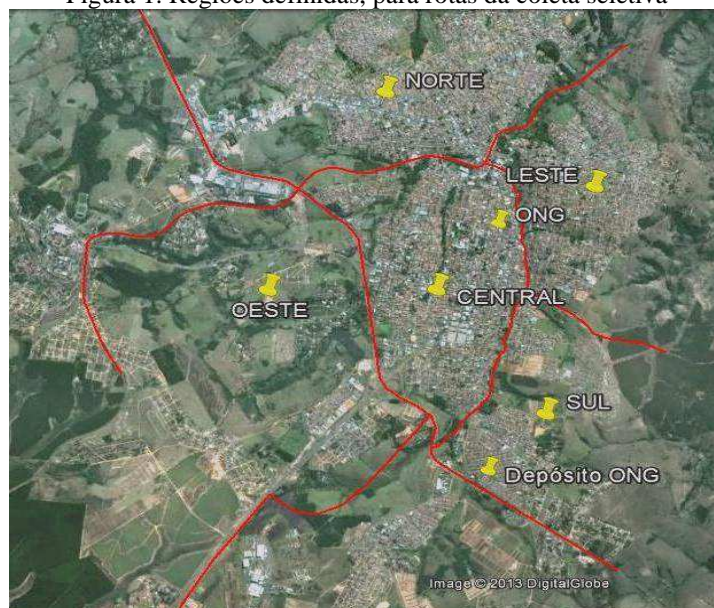 Figura 1: Regiões definidas, para rotas da coleta seletiva
NORTE
LESTE
ONG
OESTE
CENTRAL
SUL
Depósito ONG
Image © 2013 DigitalGlobe